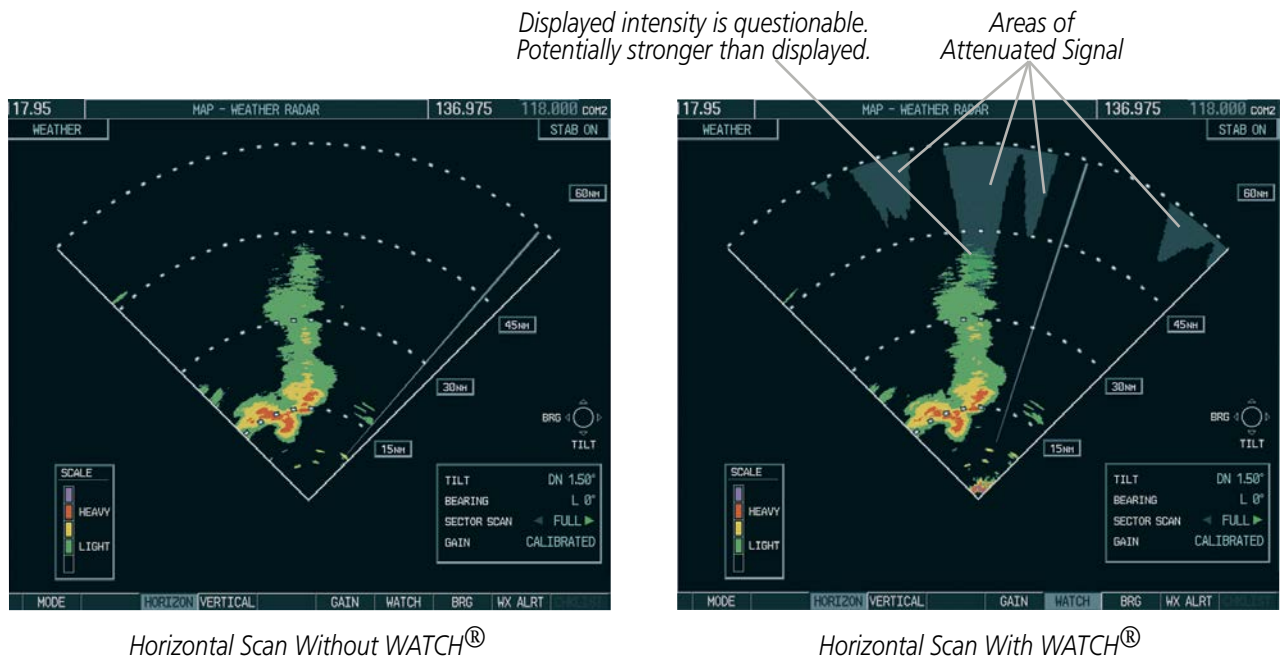 Displayed intensity is questionable.
Potentially stronger than displayed.
Areas of
Attenuated Signal
17.95
MAP - WEATHER RADAR
136.975
118.000 COM2
WEATHER
STAB ON
60NM
45NM
30NM
15NM
BRG
TILT
SCALE
HEAVY
LIGHT
TILT DN 1.50°
BEARING L 0°
SECTOR SCAN FULL
GAIN CALIBRATED
MODE HORIZON VERTICAL GAIN WATCH BRG WX ALRT CHKLIST
Horizontal Scan Without WATCH®
17.95
MAP - WEATHER RADAR
136.975
118.000 COM2
WEATHER
STAB ON
60NM
45NM
30NM
15NM
BRG
TILT
SCALE
HEAVY
LIGHT
TILT DN 1.50°
BEARING L 0°
SECTOR SCAN FULL
GAIN CALIBRATED
MODE HORIZON VERTICAL GAIN WATCH BRG WX ALRT CHKLIST
Horizontal Scan With WATCH®